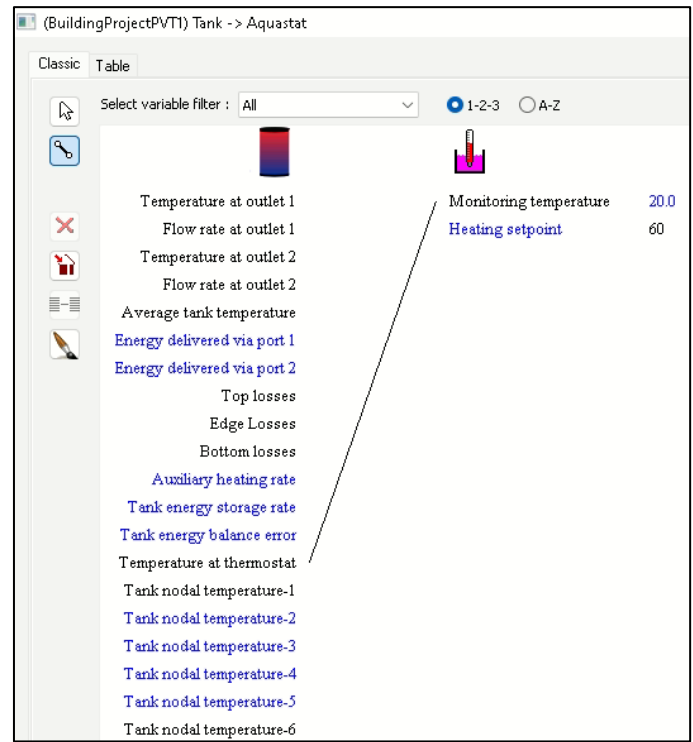 (BuildingProjectPVT1) Tank -> Aquastat
Classic Table
Select variable filter : All 1-2-3 A-Z
Temperature at outlet 1 Monitoring temperature 20.0
Flow rate at outlet 1 Heating setpoint 60
Temperature at outlet 2
Flow rate at outlet 2
Average tank temperature
Energy delivered via port 1
Energy delivered via port 2
Top losses
Edge Losses
Bottom losses
Auxiliary heating rate
Tank energy storage rate
Tank energy balance error
Temperature at thermostat
Tank nodal temperature-1
Tank nodal temperature-2
Tank nodal temperature-3
Tank nodal temperature-4
Tank nodal temperature-5
Tank nodal temperature-6